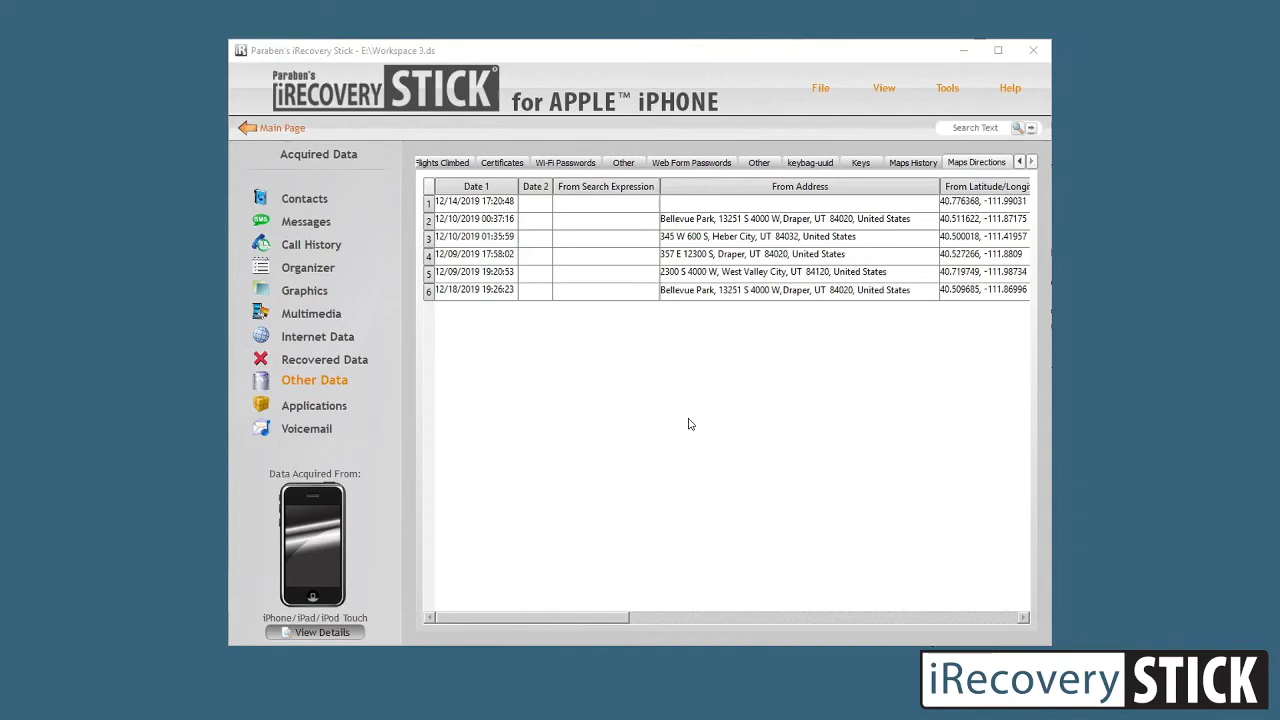 Paraben's iRecovery Stick - E:\Workspace 3.ds
Paraben's
iRECOVERY STICK
for APPLE™ iPHONE
File View Tools Help
Main Page
Search Text
Acquired Data
Contacts
Messages
Call History
Organizer
Graphics
Multimedia
Internet Data
Recovered Data
Other Data
Applications
Voicemail
Data Acquired From:
iPhone/iPad/iPod Touch
View Details
Flights Climbed Certificates Wi-Fi Passwords Other Web Form Passwords Other keybag-uuid Keys Maps History Maps Directions
Date 1 Date 2 From Search Expression From Address From Latitude/Longi
1 12/14/2019 17:20:48 40.776368, -111.99031
2 12/10/2019 00:37:16 Bellevue Park, 13251 S 4000 W,Draper, UT 84020, United States 40.511622, -111.87175
3 12/10/2019 01:35:59 345 W 600 S, Heber City, UT 84032, United States 40.500018, -111.41957
4 12/09/2019 17:58:02 357 E 12300 S, Draper, UT 84020, United States 40.527266, -111.8809
5 12/09/2019 19:20:53 2300 S 4000 W, West Valley City, UT 84120, United States 40.719749, -111.98734
6 12/18/2019 19:26:23 Bellevue Park, 13251 S 4000 W,Draper, UT 84020, United States 40.509685, -111.86996
iRecovery STICK